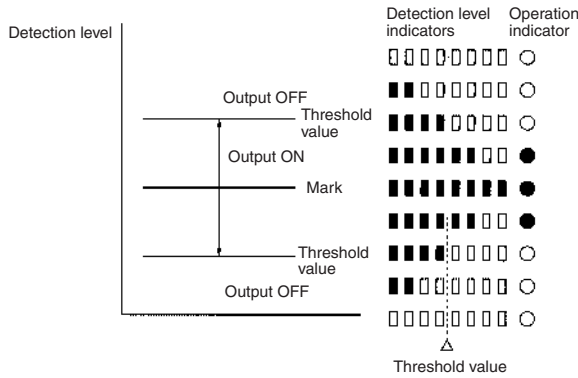 Detection level
Detection level
indicators
Operation
indicator
Output OFF
Threshold
value
Output ON
Mark
Threshold
value
Output OFF
Threshold value